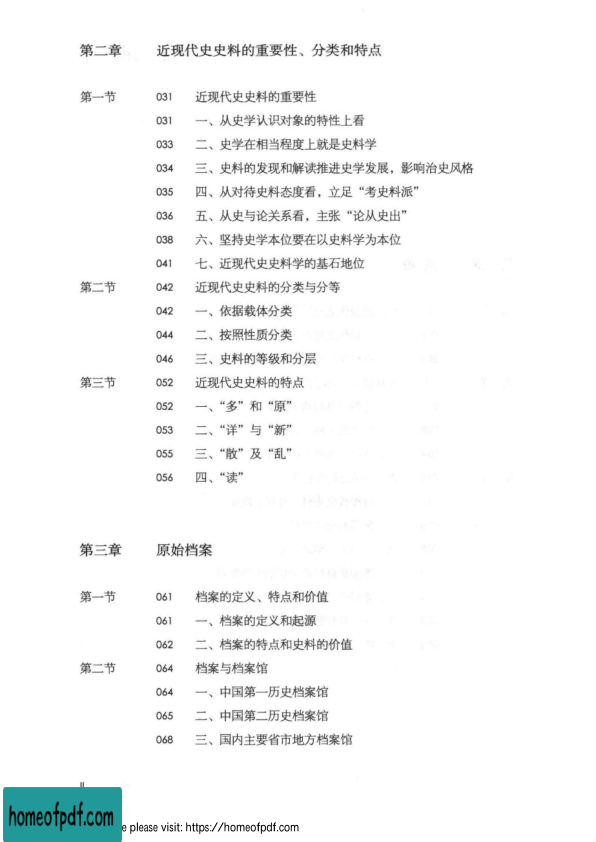 第二章 近现代史史料的重要性、分类和特点
第一节 031 近现代史史料的重要性
031 一、从史学认识对象的特性上看
033 二、史学在相当程度上就是史料学
034 三、史料的发现和解读推进史学发展，影响治史风格
035 四、从对待史料态度看，立足“考史料派”
036 五、从史与论关系看，主张“论从史出”
038 六、坚持史学本位要在以史料学为本位
041 七、近现代史史料学的基石地位
第二节 042 近现代史史料的分类与分等
042 一、依据载体分类
044 二、按照性质分类
046 三、史料的等级和分层
第三节 052 近现代史史料的特点
052 一、“多”和“原”
053 二、“详”与“新”
055 三、“散”及“乱”
056 四、“读”
第三章 原始档案
第一节 061 档案的定义、特点和价值
061 一、档案的定义和起源
062 二、档案的特点和史料的价值
第二节 064 档案与档案馆
064 一、中国第一历史档案馆
065 二、中国第二历史档案馆
068 三、国内主要省市地方档案馆
II
homeofpdf.com
e please visit: https://homeofpdf.com